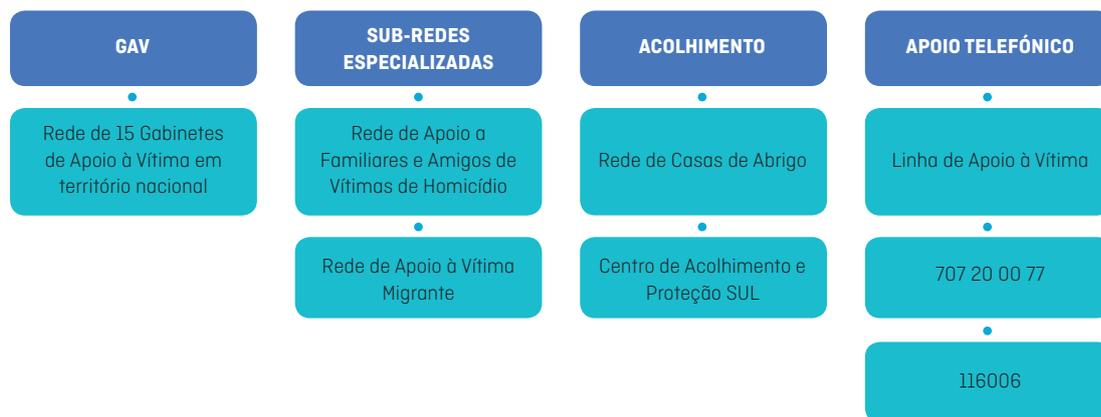 GAV
Rede de 15 Gabinetes
de Apoio à Vítima em
território nacional
SUB-REDES
ESPECIALIZADAS
Rede de Apoio a
Familiares e Amigos de
Vítimas de Homicídio
Rede de Apoio à Vítima
Migrante
ACOLHIMENTO
Rede de Casas de Abrigo
Centro de Acolhimento e
Proteção SUL
APOIO TELEFÓNICO
Linha de Apoio à Vítima
707 20 00 77
116006